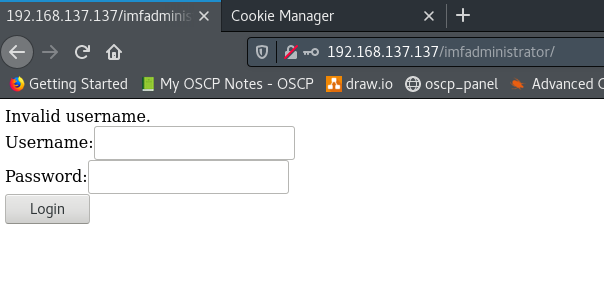 192.168.137.137/imfadminis
Cookie Manager
192.168.137.137/imfadministrator/
Getting Started
My OSCP Notes - OSCP
draw.io
oscp_panel
Advanced C
Invalid username.
Username:
Password:
Login